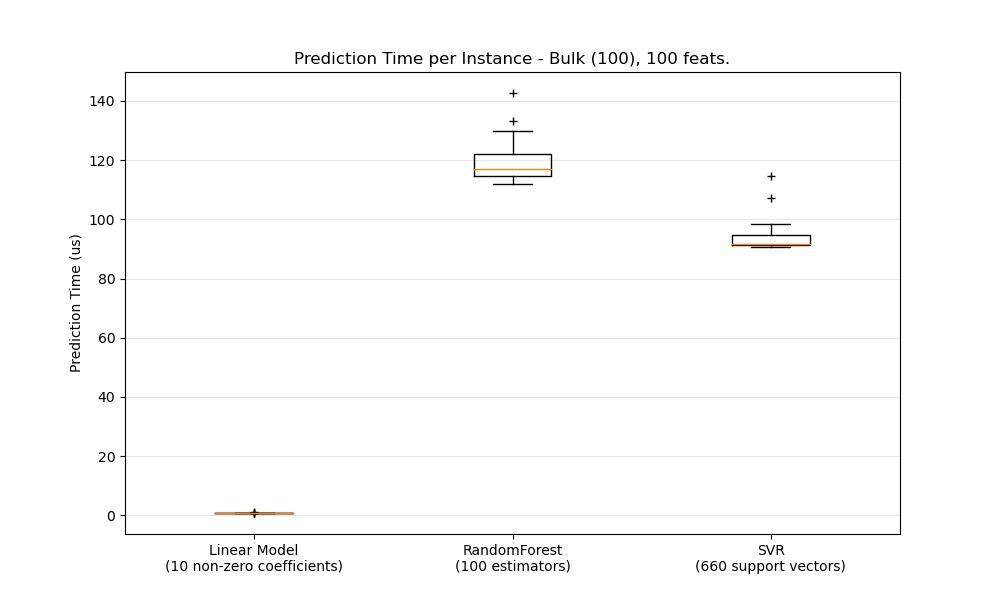 Prediction Time per Instance - Bulk (100), 100 feats.
Prediction Time (us)
140
120
100
80
60
40
20
0
Linear Model
(10 non-zero coefficients)
RandomForest
(100 estimators)
SVR
(660 support vectors)